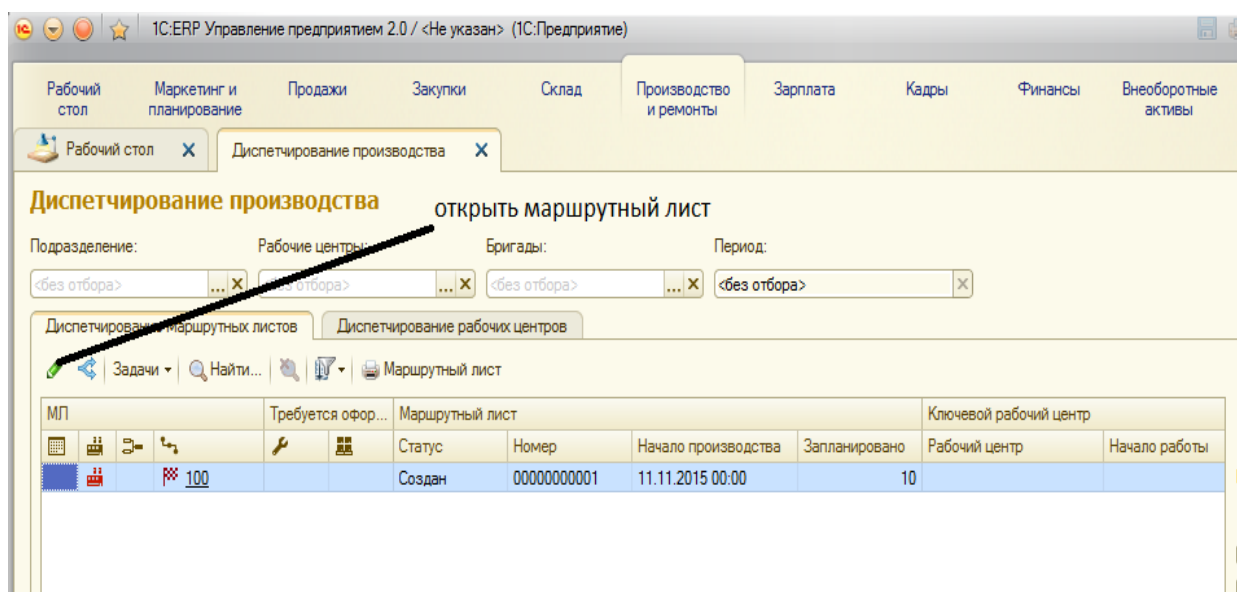 1С:ERP Управление предприятием 2.0 / <Не указан> (1С:Предприятие)
Рабочий стол Маркетинг и планирование Продажи Закупки Склад Производство и ремонты Зарплата Кадры Финансы Внеоборотные активы
Рабочий стол Диспетчирование производства
Диспетчирование производства
открыть маршрутный лист
Подразделение: Рабочие центры: Бригады: Период:
<без отбора> ... <без отбора> ... <без отбора> ... <без отбора>
Диспетчирование маршрутных листов Диспетчирование рабочих центров
Задачи Найти... Маршрутный лист
МЛ Требуется офор... Маршрутный лист Ключевой рабочий центр
Статус Номер Начало производства Запланировано Рабочий центр Начало работы
100 Создан 00000000001 11.11.2015 00:00 10